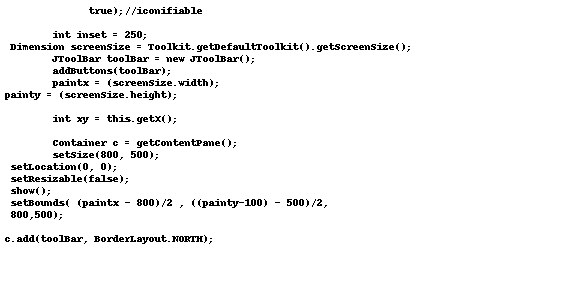 true);//iconifiable
int inset = 250;
Dimension screenSize = Toolkit.getDefaultToolkit().getScreenSize();
JToolBar toolBar = new JToolBar();
addButtons(toolBar);
paintx = (screenSize.width);
painty = (screenSize.height);
int xy = this.getX();
Container c = getContentPane();
setSize(800, 500);
setLocation(0, 0);
setResizable(false);
show();
setBounds( (paintx - 800)/2 , ((painty-100) - 500)/2,
800,500);
c.add(toolBar, BorderLayout.NORTH);